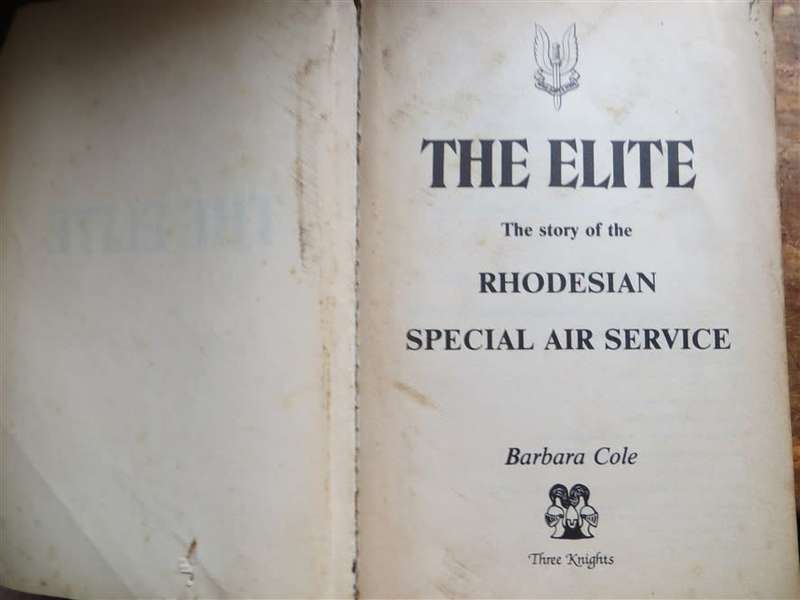 THE ELITE
The story of the
RHODESIAN
SPECIAL AIR SERVICE
Barbara Cole
Three Knights